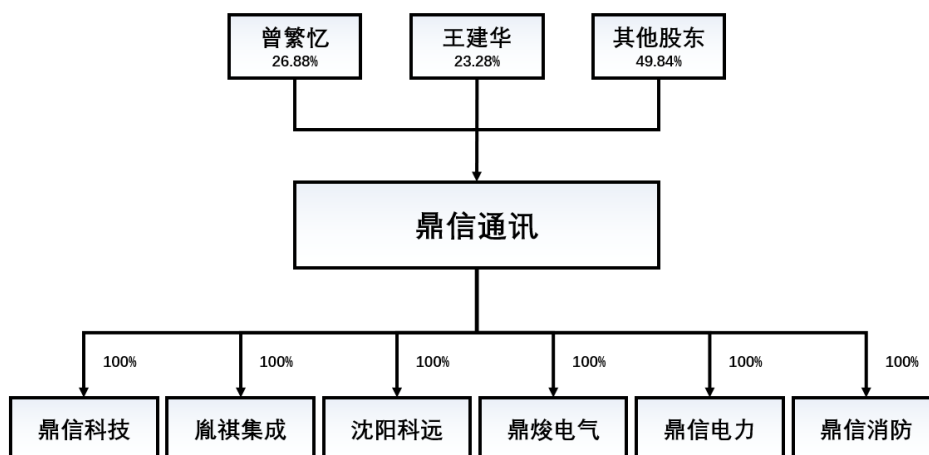 曾繁忆
26.88%
王建华
23.28%
其他股东
49.84%
鼎信通讯
100%
100%
100%
100%
100%
100%
鼎信科技
胤祺集成
沈阳科远
鼎焌电气
鼎信电力
鼎信消防